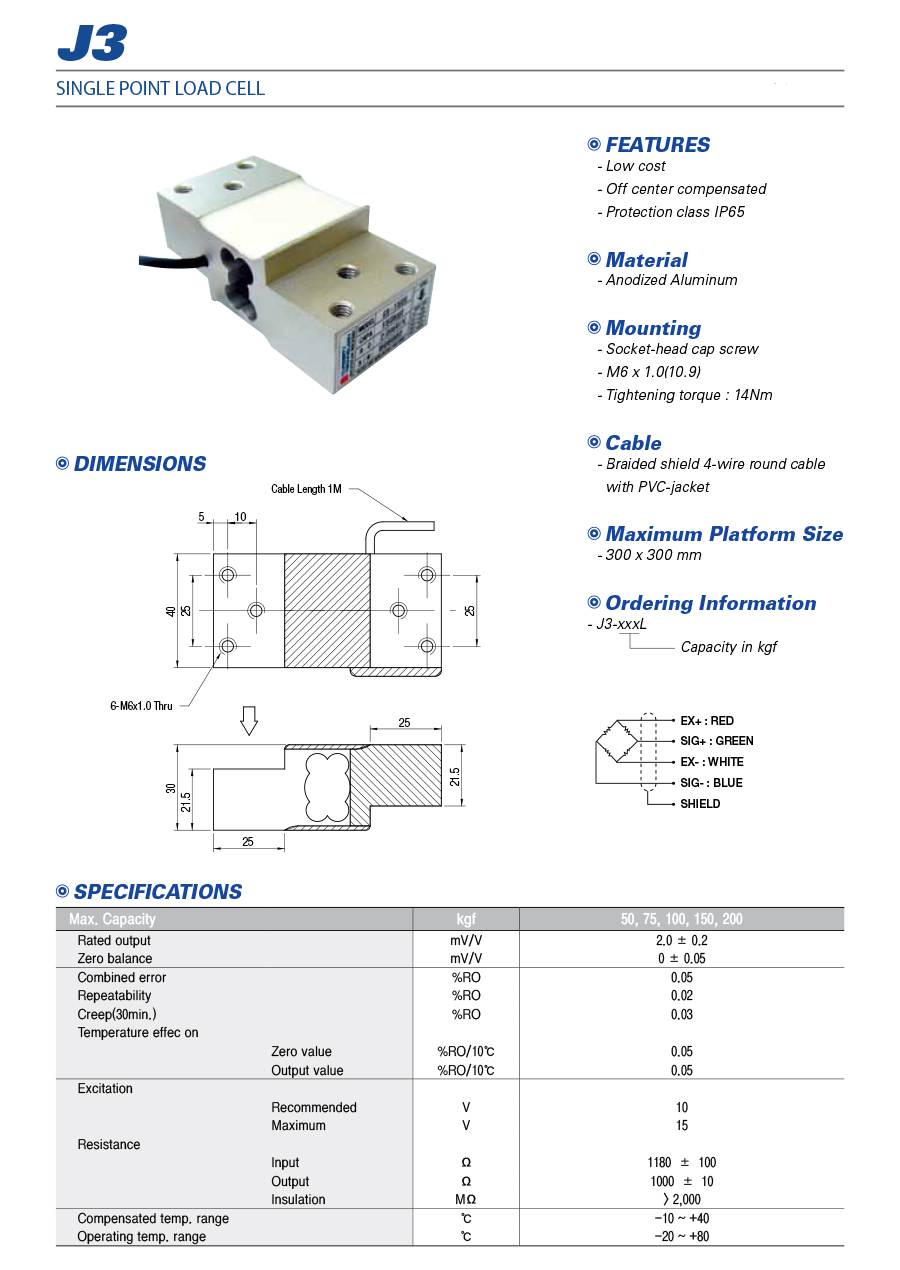 J3
SINGLE POINT LOAD CELL
FEATURES
- Low cost
- Off center compensated
- Protection class IP65
Material
- Anodized Aluminum
Mounting
- Socket-head cap screw
- M6 x 1.0(10.9)
- Tightening torque : 14Nm
Cable
- Braided shield 4-wire round cable
with PVC-jacket
Maximum Platform Size
- 300 x 300 mm
Ordering Information
- J3-xxxL
Capacity in kgf
DIMENSIONS
Cable Length 1M
5 10
40
25
25
6-M6x1.0 Thru
25
30
21.5
21.5
25
EX+ : RED
SIG+ : GREEN
EX- : WHITE
SIG- : BLUE
SHIELD
SPECIFICATIONS
Max. Capacity kgf 50, 75, 100, 150, 200
Rated output mV/V 2.0 ± 0.2
Zero balance mV/V 0 ± 0.05
Combined error %RO 0.05
Repeatability %RO 0.02
Creep(30min.) %RO 0.03
Temperature effec on
Zero value %RO/10℃ 0.05
Output value %RO/10℃ 0.05
Excitation
Recommended V 10
Maximum V 15
Resistance
Input Ω 1180 ± 100
Output Ω 1000 ± 10
Insulation MΩ > 2,000
Compensated temp. range ℃ -10 ~ +40
Operating temp. range ℃ -20 ~ +80